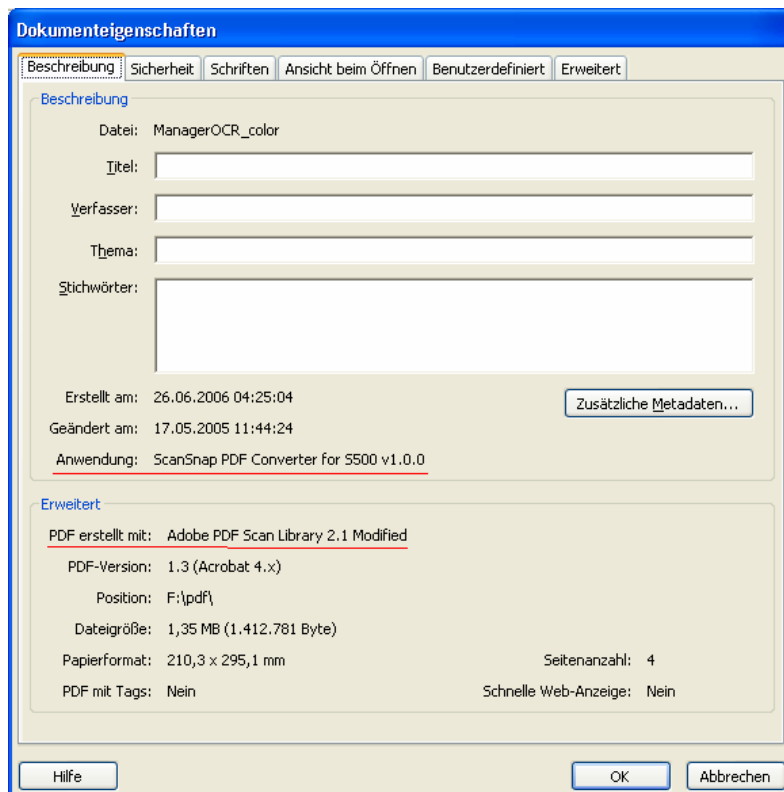 Dokumenteigenschaften
Beschreibung Sicherheit Schriften Ansicht beim Öffnen Benutzerdefiniert Erweitert
Beschreibung
Datei: ManagerOCR_color
Titel:
Verfasser:
Thema:
Stichwörter:
Erstellt am: 26.06.2006 04:25:04
Zusätzliche Metadaten...
Geändert am: 17.05.2005 11:44:24
Anwendung: ScanSnap PDF Converter for S500 v1.0.0
Erweitert
PDF erstellt mit: Adobe PDF Scan Library 2.1 Modified
PDF-Version: 1.3 (Acrobat 4.x)
Position: F:\pdf\
Dateigröße: 1,35 MB (1.412.781 Byte)
Papierformat: 210,3 x 295,1 mm Seitenanzahl: 4
PDF mit Tags: Nein Schnelle Web-Anzeige: Nein
Hilfe OK Abbrechen